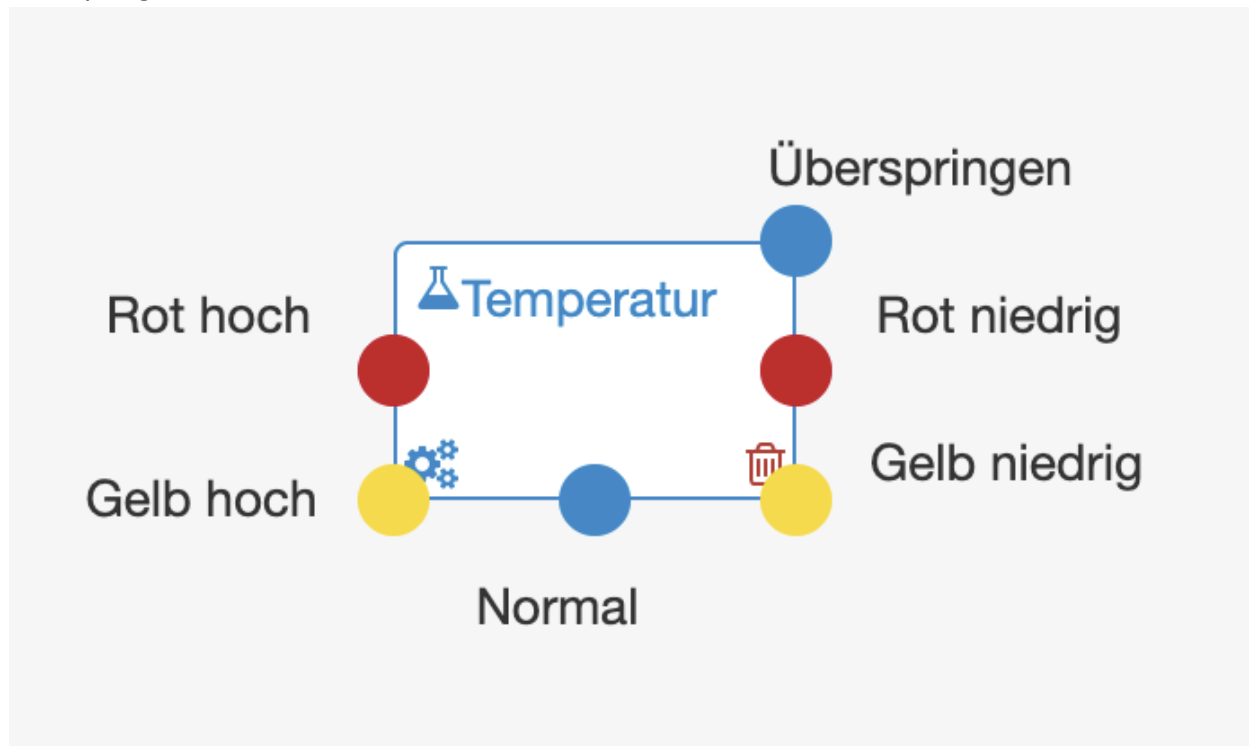 Überspringen
Temperatur
Rot hoch
Rot niedrig
Gelb hoch
Gelb niedrig
Normal